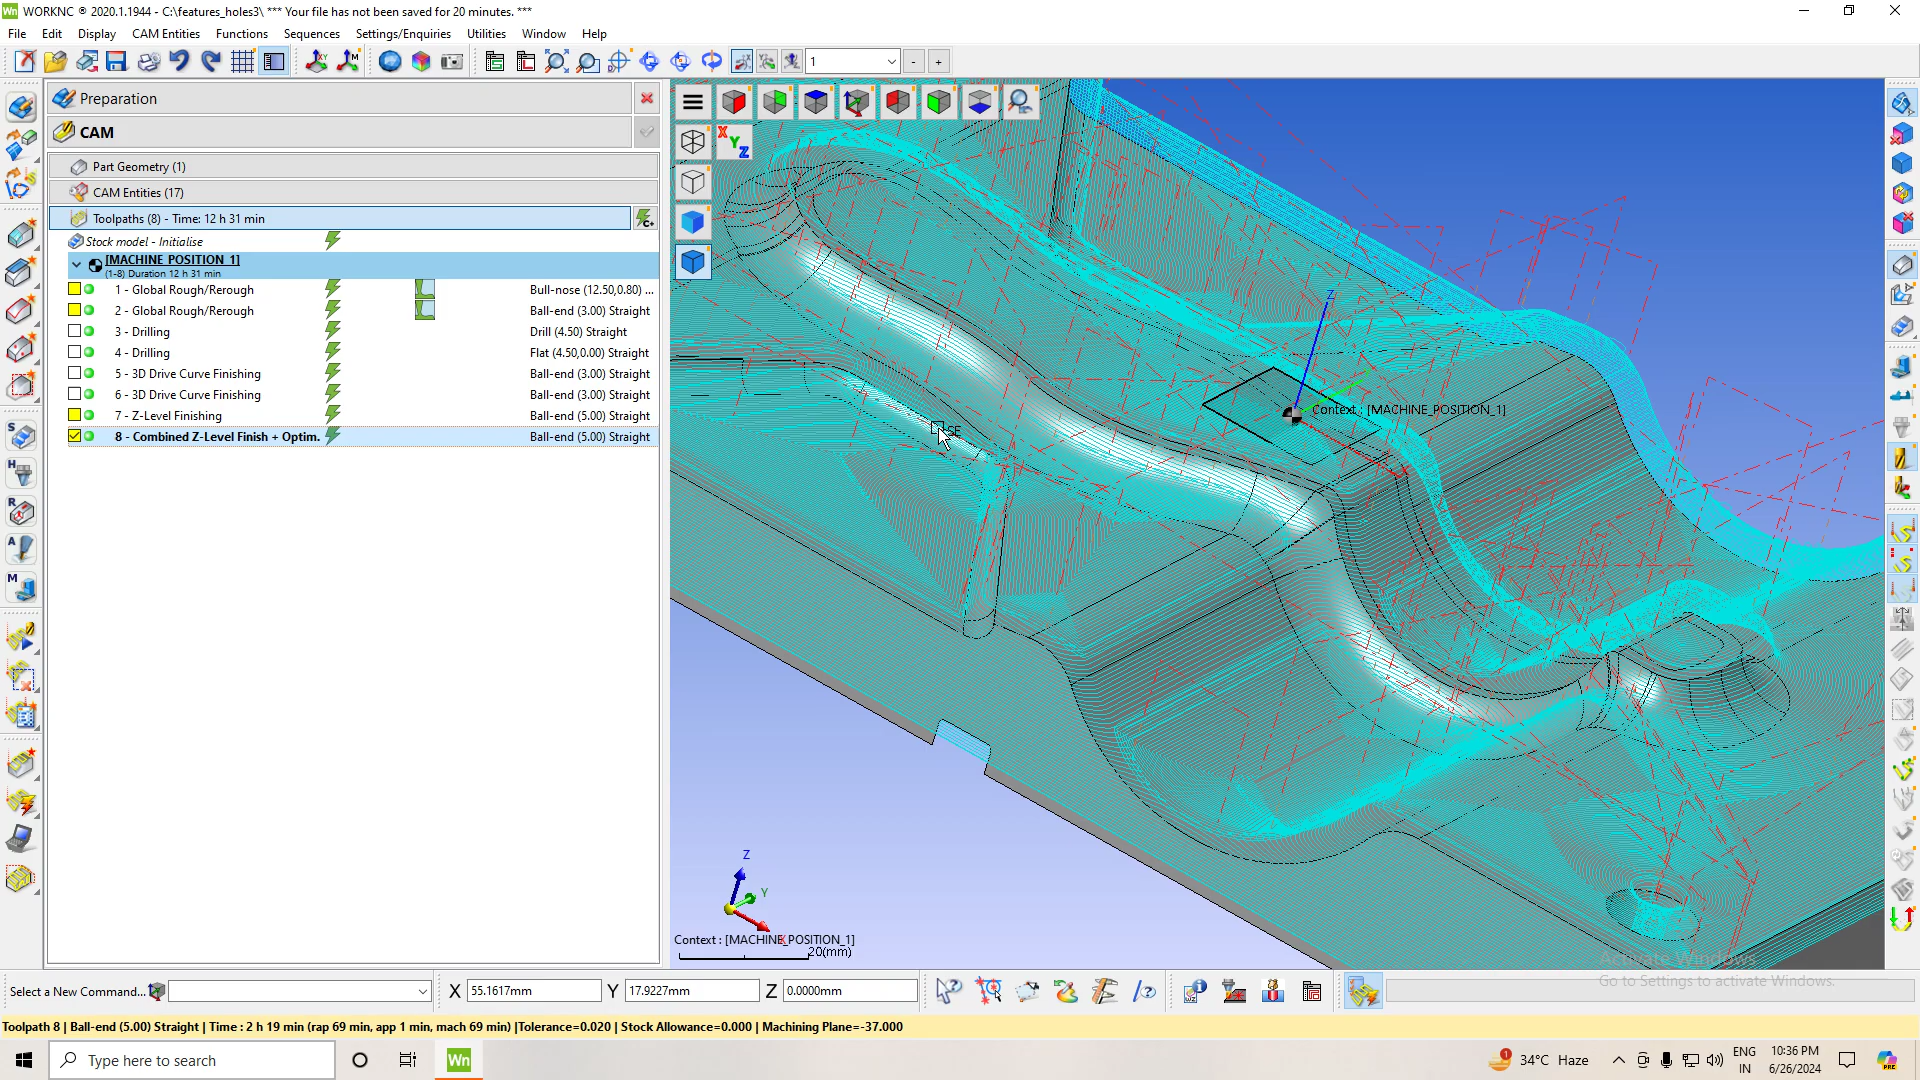 WORKNC ® 2020.1.1944 - C:\features_holes3\ *** Your file has not been saved for 20 minutes. ***
File Edit Display CAM Entities Functions Sequences Settings/Enquiries Utilities Window Help
1
- +
Preparation
CAM
Part Geometry (1)
CAM Entities (17)
Toolpaths (8) - Time: 12 h 31 min
Stock model - Initialise
[MACHINE POSITION 1]
(1-8) Duration 12 h 31 min
1 - Global Rough/Rerough Bull-nose (12.50,0.80) ...
2 - Global Rough/Rerough Ball-end (3.00) Straight
3 - Drilling Drill (4.50) Straight
4 - Drilling Flat (4.50,0.00) Straight
5 - 3D Drive Curve Finishing Ball-end (3.00) Straight
6 - 3D Drive Curve Finishing Ball-end (3.00) Straight
7 - Z-Level Finishing Ball-end (5.00) Straight
8 - Combined Z-Level Finish + Optim. Ball-end (5.00) Straight
X Y Z
Z
Context : [MACHINE_POSITION_1]
Z
Y
X
Context : [MACHINE_POSITION_1]
20(mm)
Activate Windows
Go to Settings to activate Windows.
Select a New Command... X 55.1617mm Y 17.9227mm Z 0.0000mm
Toolpath 8 | Ball-end (5.00) Straight | Time : 2 h 19 min (rap 69 min, app 1 min, mach 69 min) |Tolerance=0.020 | Stock Allowance=0.000 | Machining Plane=-37.000
Type here to search
Wn
34°C Haze
ENG
IN
10:36 PM
6/26/2024